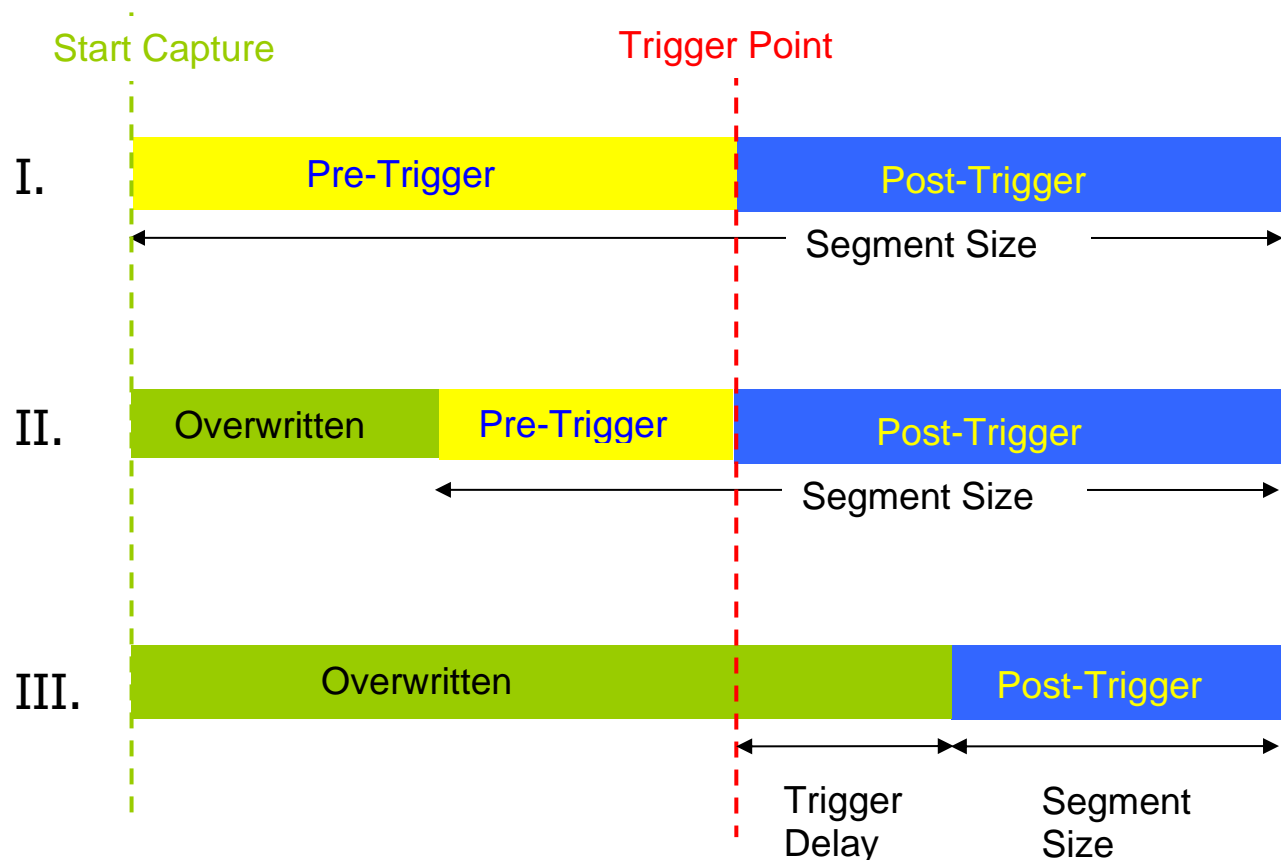 Start Capture
Trigger Point
I.
Pre-Trigger
Post-Trigger
Segment Size
II.
Overwritten
Pre-Trigger
Post-Trigger
Segment Size
III.
Overwritten
Post-Trigger
Trigger
Delay
Segment
Size